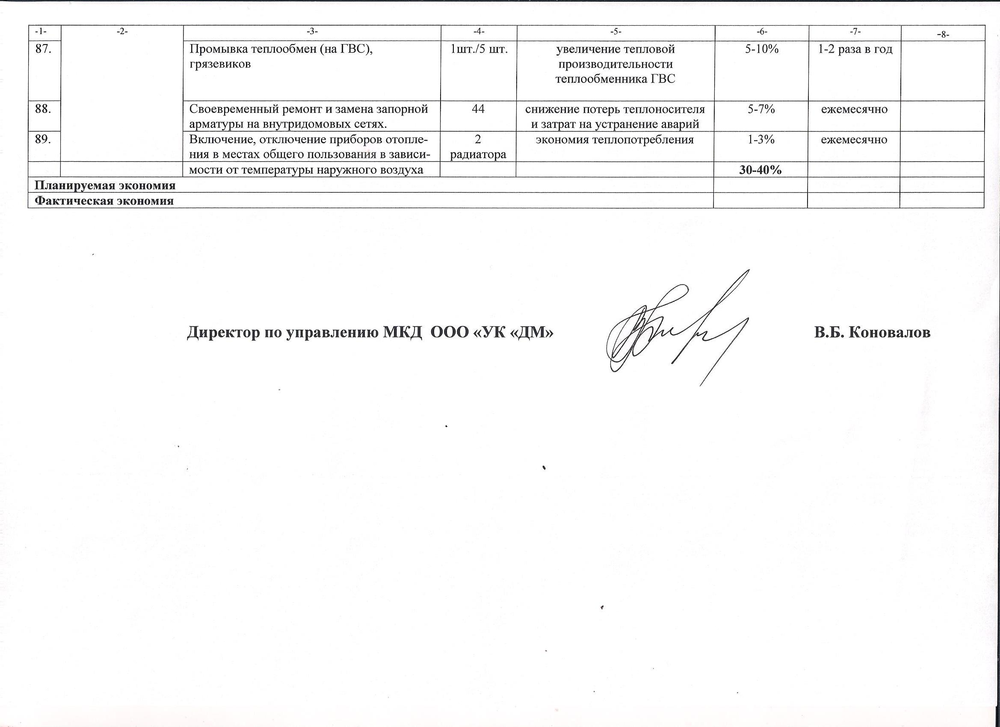 -1- -2- -3- -4- -5- -6- -7- -8-
87. Промывка теплообмен (на ГВС), 1шт./5 шт. увеличение тепловой 5-10% 1-2 раза в год
грязевиков производительности
теплообменника ГВС
88. Своевременный ремонт и замена запорной 44 снижение потерь теплоносителя 5-7% ежемесячно
арматуры на внутридомовых сетях. и затрат на устранение аварий
89. Включение, отключение приборов отопле- 2 экономия теплопотребления 1-3% ежемесячно
ния в местах общего пользования в зависи- радиатора
мости от температуры наружного воздуха 30-40%
Планируемая экономия
Фактическая экономия
Директор по управлению МКД ООО «УК «ДМ» В.Б. Коновалов